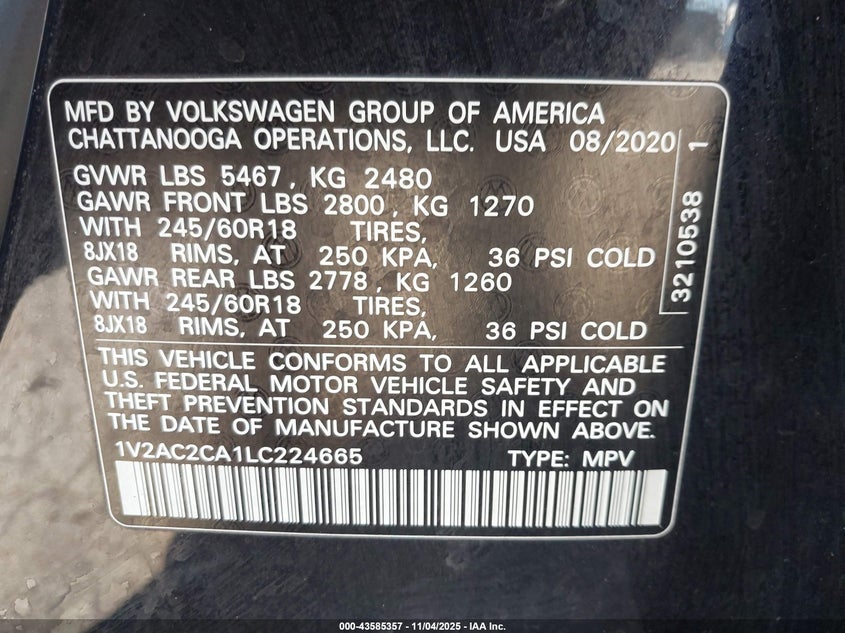 MFD BY VOLKSWAGEN GROUP OF AMERICA
CHATTANOOGA OPERATIONS, LLC. USA 08/2020
GVWR LBS 5467, KG 2480
GAWR FRONT LBS 2800, KG 1270
WITH 245/60R18 TIRES,
8JX18 RIMS, AT 250 KPA, 36 PSI COLD
GAWR REAR LBS 2778, KG 1260
WITH 245/60R18 TIRES,
8JX18 RIMS, AT 250 KPA, 36 PSI COLD
3210538 1
THIS VEHICLE CONFORMS TO ALL APPLICABLE
U.S. FEDERAL MOTOR VEHICLE SAFETY AND
THEFT PREVENTION STANDARDS IN EFFECT ON
THE DATE OF MANUFACTURE SHOWN ABOVE.
1V2AC2CA1LC224665 TYPE: MPV
000-43585357 - 11/04/2025 - IAA Inc.